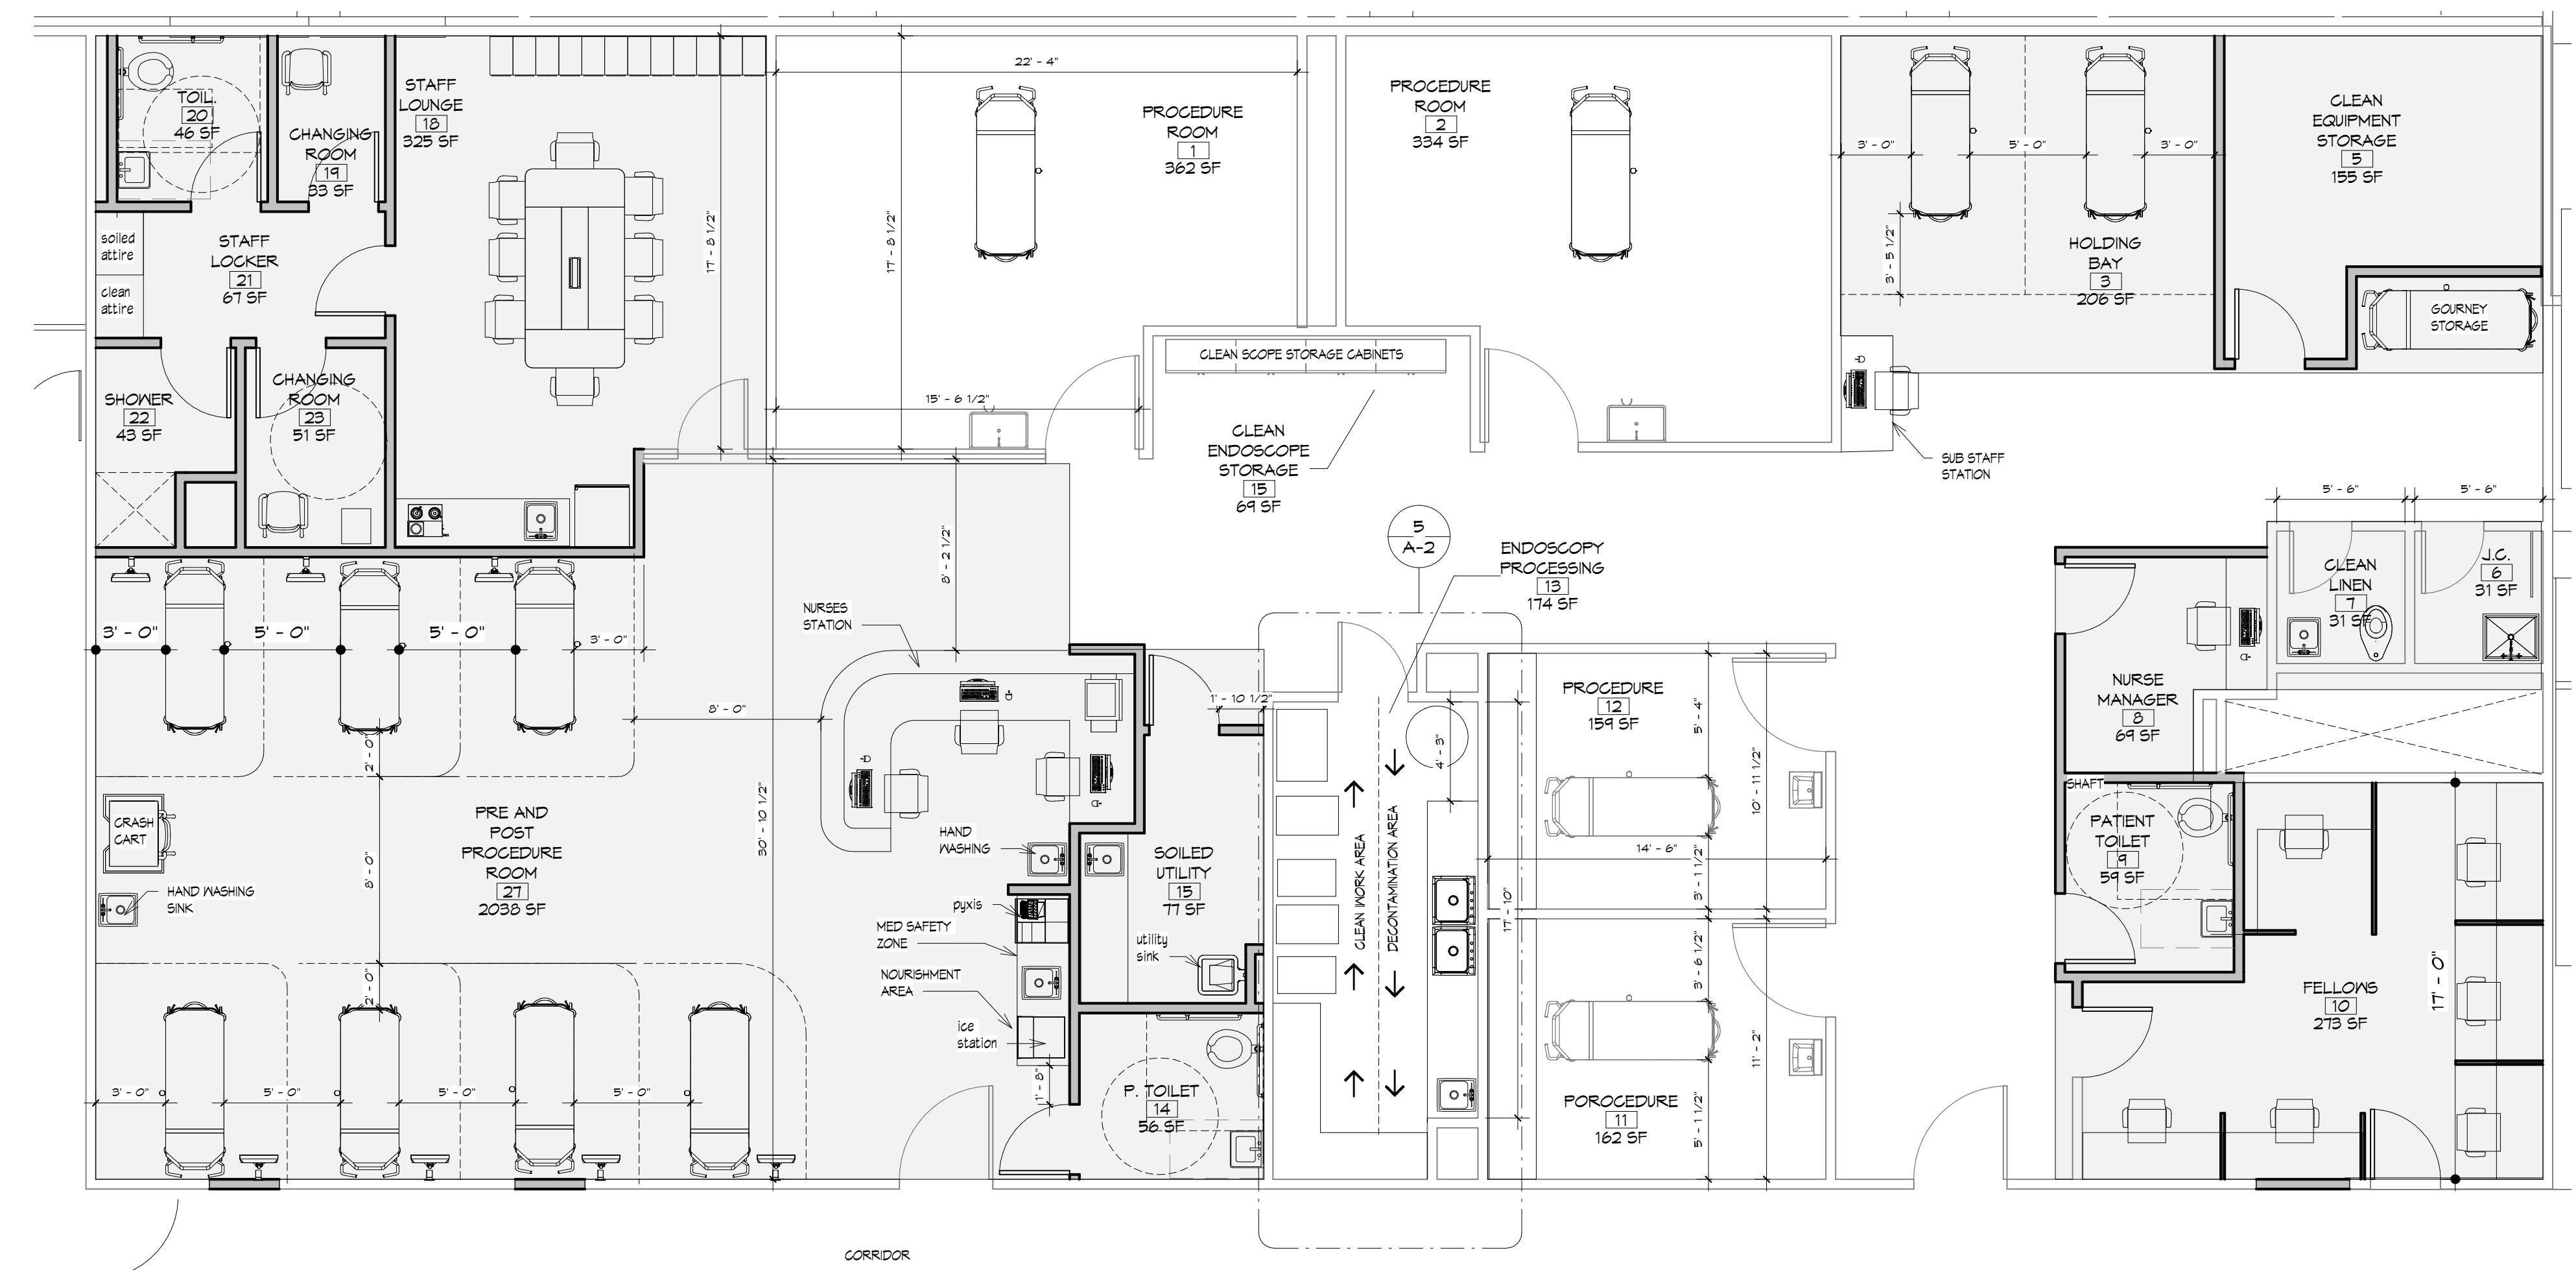 TOIL.
20
46 SF
CHANGING
ROOM
19
33 SF
STAFF
LOUNGE
18
325 SF
22' - 4"
PROCEDURE
ROOM
1
362 SF
PROCEDURE
ROOM
2
334 SF
3' - 0"
5' - 0"
3' - 0"
CLEAN
EQUIPMENT
STORAGE
5
155 SF
soiled
attire
clean
attire
STAFF
LOCKER
21
67 SF
17' - 8 1/2"
17' - 8 1/2"
3' - 5 1/2"
HOLDING
BAY
3
206 SF
GOURNEY
STORAGE
SHOWER
22
43 SF
CHANGING
ROOM
23
51 SF
15' - 6 1/2"
CLEAN SCOPE STORAGE CABINETS
CLEAN
ENDOSCOPE
STORAGE
15
69 SF
SUB STAFF
STATION
5' - 6"
5' - 6"
5
A-2
ENDOSCOPY
PROCESSING
13
174 SF
8' - 2 1/2"
CLEAN
LINEN
7
31 SF
J.C.
6
31 SF
NURSES
STATION
3' - 0"
5' - 0"
5' - 0"
3' - 0"
8' - 0"
1' - 10 1/2"
PROCEDURE
12
159 SF
5' - 4"
NURSE
MANAGER
8
69 SF
2' - 0"
4' - 3"
10' - 11 1/2"
SHAFT
CRASH
CART
PRE AND
POST
PROCEDURE
ROOM
27
2038 SF
30' - 10 1/2"
HAND
WASHING
SOILED
UTILITY
15
77 SF
CLEAN WORK AREA
DECONTAMINATION AREA
14' - 6"
3' - 1 1/2"
PATIENT
TOILET
9
59 SF
8' - 0"
HAND WASHING
SINK
pyxis
MED SAFETY
ZONE
utility
sink
17' - 10"
3' - 6 1/2"
NOURISHMENT
AREA
2' - 0"
ice
station
FELLOWS
10
273 SF
17' - 0"
11' - 2"
3' - 0"
5' - 0"
5' - 0"
5' - 0"
1' - 8"
P. TOILET
14
56 SF
POROCEDURE
11
162 SF
5' - 1 1/2"
CORRIDOR